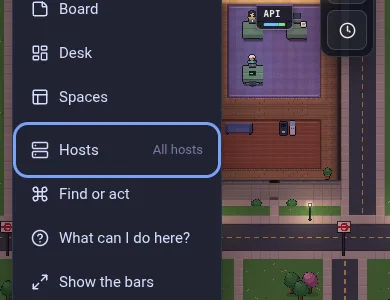 Board
API
Desk
Spaces
Hosts All hosts
Find or act
What can I do here?
Show the bars